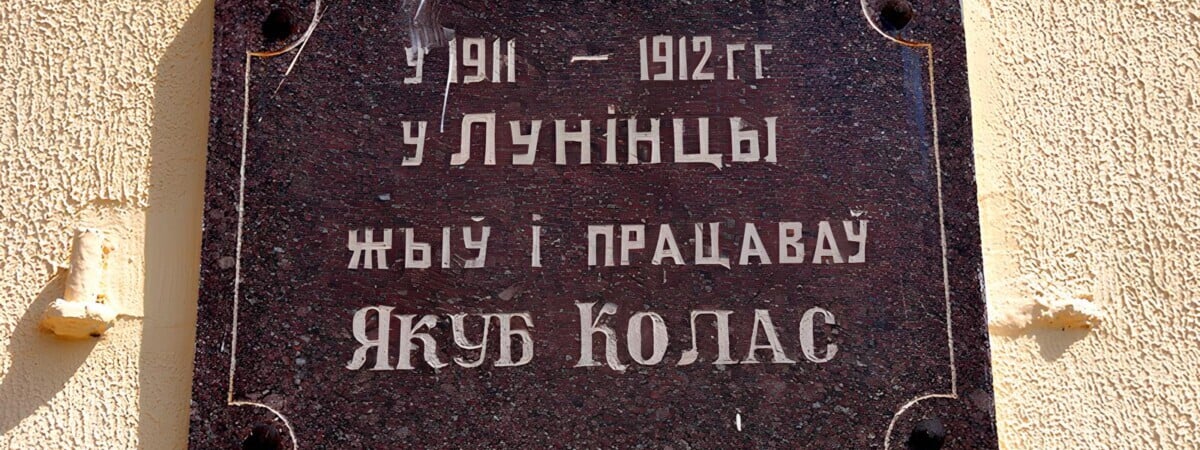 у 1911 – 1912 гг
у Лунінцы
жыў і працаваў
Якуб Колас